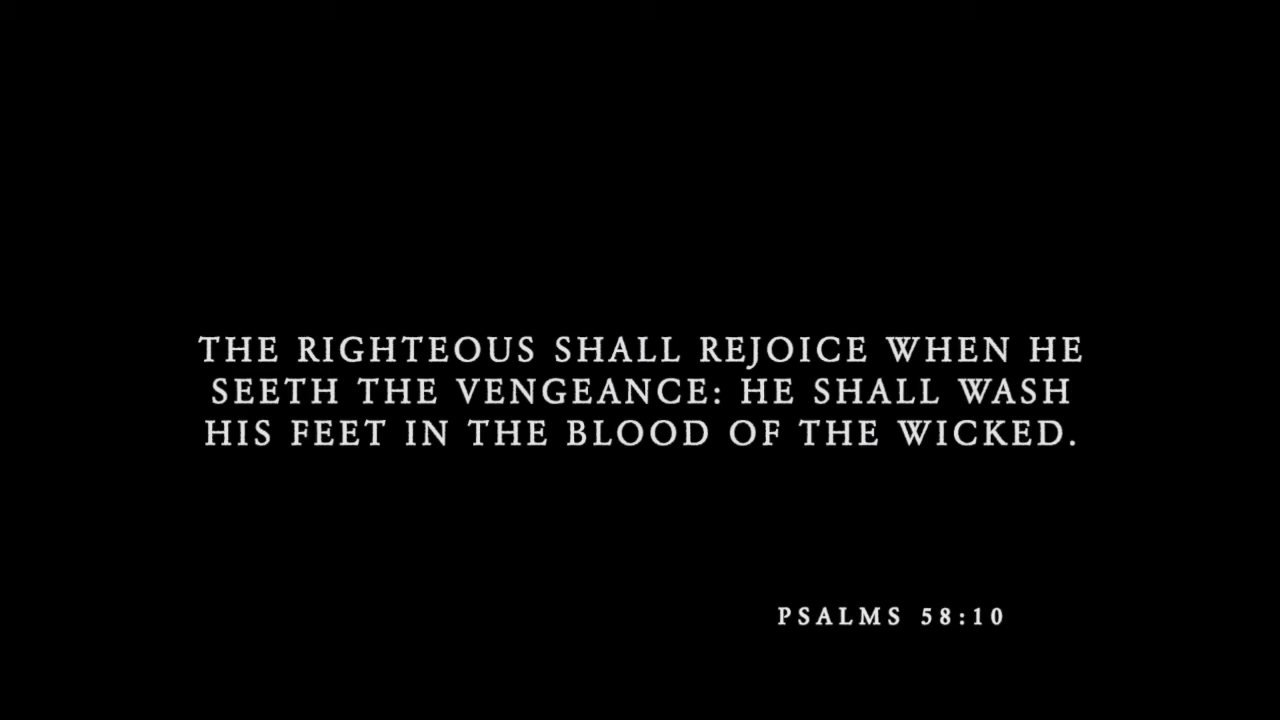 THE RIGHTEOUS SHALL REJOICE WHEN HE
SEETH THE VENGEANCE: HE SHALL WASH
HIS FEET IN THE BLOOD OF THE WICKED.
PSALMS 58:10